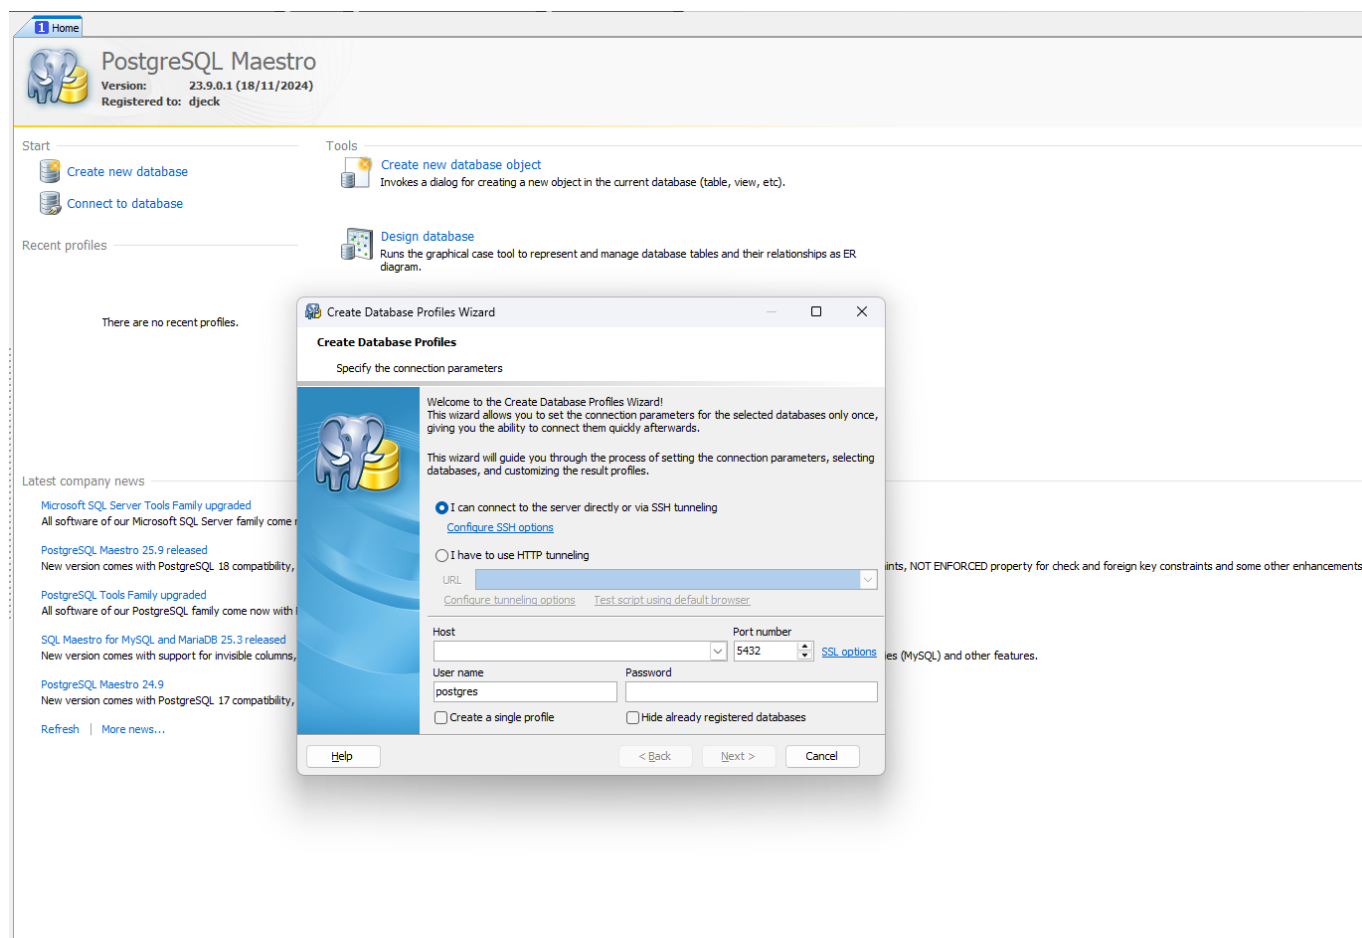 1 Home
PostgreSQL Maestro
Version: 23.9.0.1 (18/11/2024)
Registered to: djeck
Start
Create new database
Connect to database
Recent profiles
There are no recent profiles.
Tools
Create new database object
Invokes a dialog for creating a new object in the current database (table, view, etc).
Design database
Runs the graphical case tool to represent and manage database tables and their relationships as ER
diagram.
Latest company news
Microsoft SQL Server Tools Family upgraded
All software of our Microsoft SQL Server family come
PostgreSQL Maestro 25.9 released
New version comes with PostgreSQL 18 compatibility, ints, NOT ENFORCED property for check and foreign key constraints and some other enhancements
PostgreSQL Tools Family upgraded
All software of our PostgreSQL family come now with
SQL Maestro for MySQL and MariaDB 25.3 released
New version comes with support for invisible columns, ies (MySQL) and other features.
PostgreSQL Maestro 24.9
New version comes with PostgreSQL 17 compatibility,
Refresh | More news...
Create Database Profiles Wizard
Create Database Profiles
Specify the connection parameters
Welcome to the Create Database Profiles Wizard!
This wizard allows you to set the connection parameters for the selected databases only once,
giving you the ability to connect them quickly afterwards.
This wizard will guide you through the process of setting the connection parameters, selecting
databases, and customizing the result profiles.
I can connect to the server directly or via SSH tunneling
Configure SSH options
I have to use HTTP tunneling
URL
Configure tunneling options Test script using default browser
Host Port number
5432 SSL options
User name Password
postgres
Create a single profile Hide already registered databases
Help < Back Next > Cancel